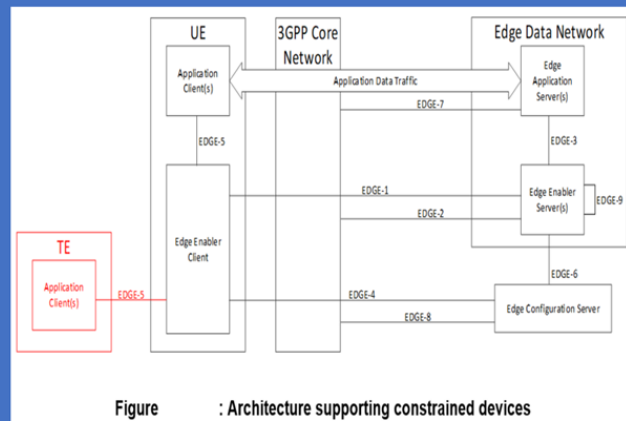 UE
3GPP Core
Network
Edge Data Network
Application
Client(s)
Application Data Traffic
Edge
Application
Server(s)
EDGE-7
EDGE-5
EDGE-3
EDGE-1
Edge Enabler
Server(s)
EDGE-9
EDGE-2
Edge Enabler
Client
TE
Application
Client(s)
EDGE-5
EDGE-6
EDGE-4
Edge Configuration Server
EDGE-8
Figure : Architecture supporting constrained devices